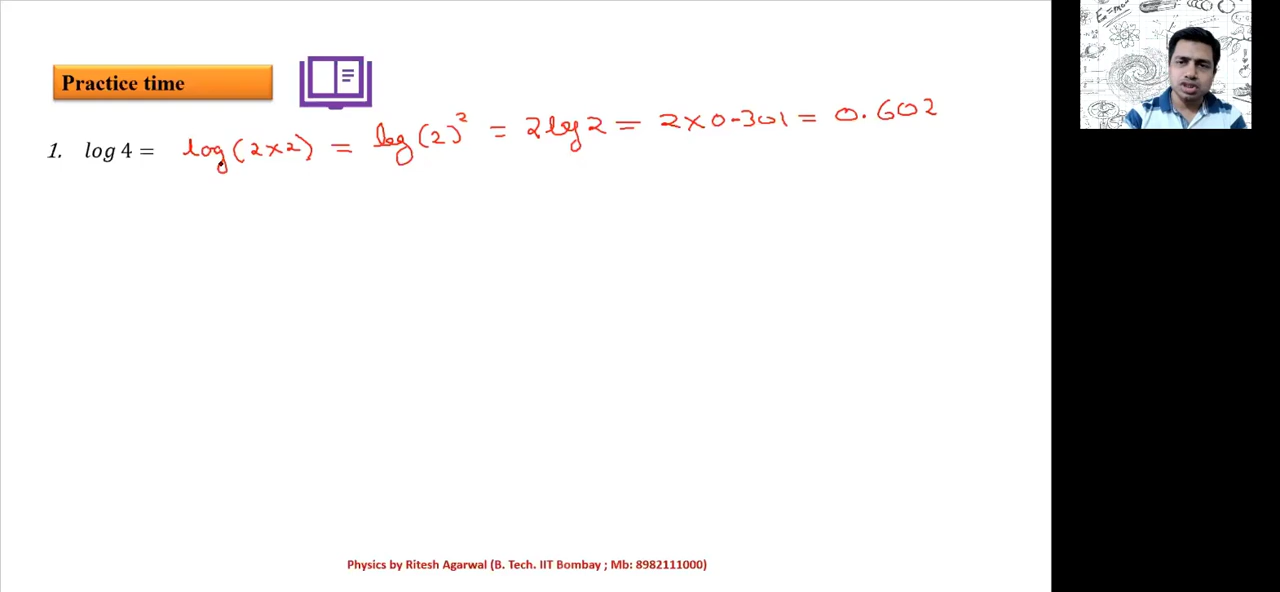 Practice time
1. log 4 = log(2×2) = log(2)² = 2log2 = 2×0.301 = 0.602
Physics by Ritesh Agarwal (B. Tech. IIT Bombay ; Mb: 8982111000)